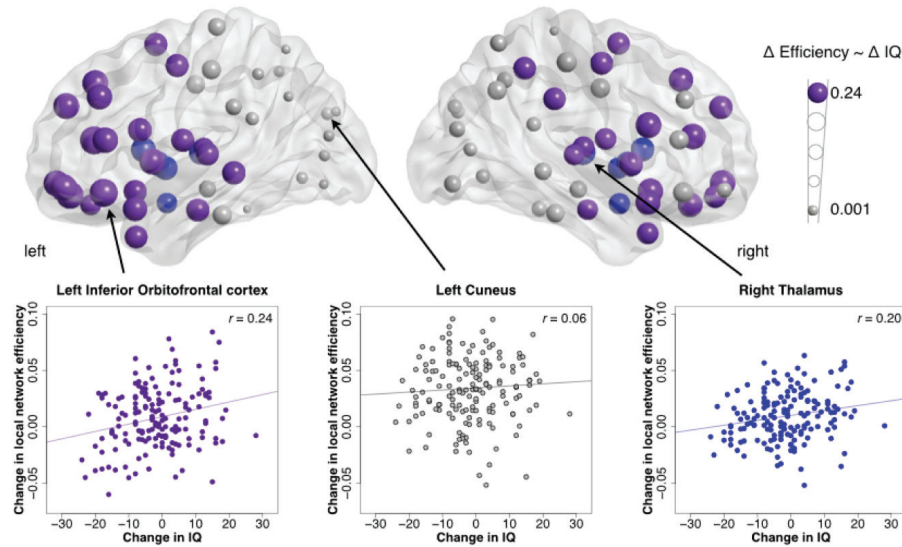 Δ Efficiency ~ Δ IQ
0.24
0.001
left
right
Left Inferior Orbitofrontal cortex
r = 0.24
Change in local network efficiency
0.10
0.05
0.00
-0.05
-30 -20 -10 0 10 20 30
Change in IQ
Left Cuneus
r = 0.06
Change in local network efficiency
0.10
0.05
0.00
-0.05
-30 -20 -10 0 10 20 30
Change in IQ
Right Thalamus
r = 0.20
Change in local network efficiency
0.10
0.05
0.00
-0.05
-30 -20 -10 0 10 20 30
Change in IQ